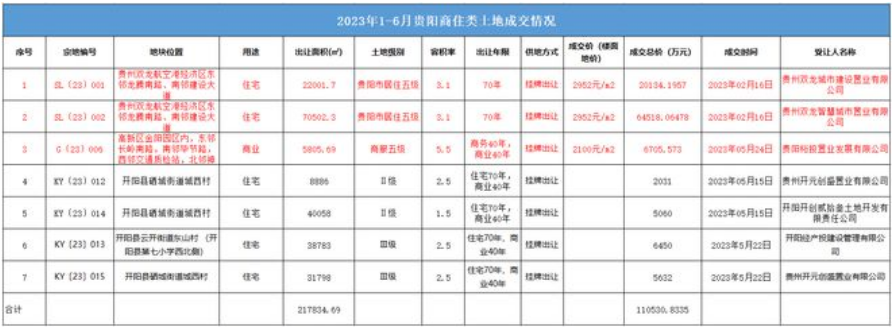 2023年1-6月贵阳商住类土地成交情况
序号 宗地编号 地块位置 用途 出让面积(㎡) 土地级别 容积率 出让年限 供地方式 成交价（楼面地价） 成交总价（万元） 成交时间 受让人名称
1 SL（23）001 贵州双龙航空港经济区东邻龙腾南路、南邻建设大道 住宅 22001.7 贵阳市居住五级 3.1 70年 挂牌出让 2952元/m2 20134.1957 2023年02月16日 贵州双龙城市建设置业有限公司
2 SL（23）002 贵州双龙航空港经济区东邻龙腾南路、南邻建设大道 住宅 70502.3 贵阳市居住五级 3.1 70年 挂牌出让 2952元/m2 64518.06478 2023年02月16日 贵州双龙智慧城市置业有限公司
3 G（23）006 高新区金阳园区内，东邻长岭南路，南邻毕节路，西邻交通质检站，北邻 商业 5805.69 商服五级 5.5 商务40年，商业40年 挂牌出让 2100元/m2 6705.573 2023年05月24日 贵阳裕投置业发展有限公司
4 KY（23）012 开阳县硒城街道城西村 住宅 8886 Ⅱ级 2.5 住宅70年，商业40年 挂牌出让 2031 2023年05月15日 贵州开元创盛置业有限公司
5 KY（23）014 开阳县硒城街道城西村 住宅 40058 Ⅱ级 1.5 住宅70年，商业40年 挂牌出让 5060 2023年05月15日 开阳开创贰拾叁土地开发有限责任公司
6 KY〔23〕013 开阳县云开街道东山村（开阳县第七小学西北侧） 住宅 38783 Ⅲ级 2.5 住宅70年，商业40年 挂牌出让 6450 2023年5月22日 开阳经产投建设管理有限公司
7 KY〔23〕015 开阳县硒城街道城西村 住宅 31798 Ⅲ级 2.5 住宅70年，商业40年 挂牌出让 5632 2023年5月22日 贵州开元创盛置业有限公司
合计 217834.69 110530.8335